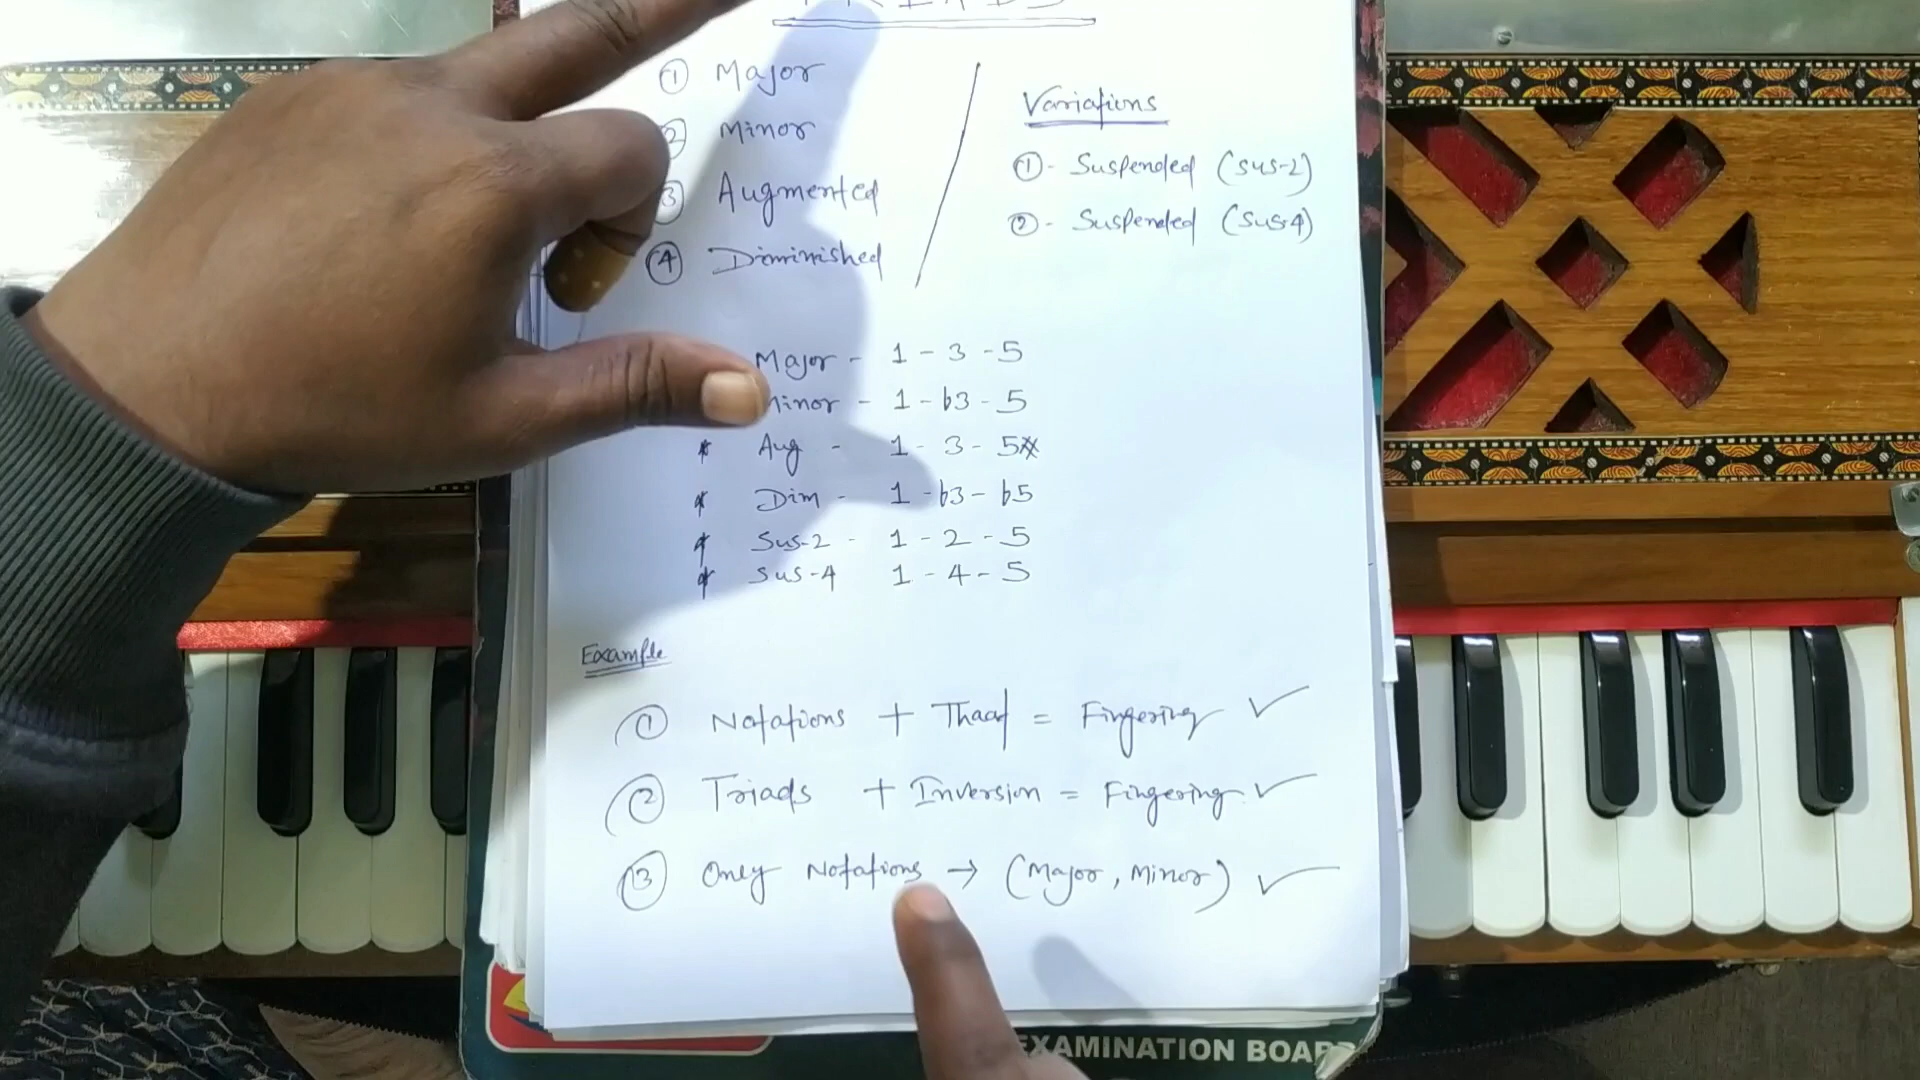 TRIADS
① Major
② Minor
③ Augmented
④ Diminished
Variations
① - Suspended (sus-2)
② - Suspended (sus-4)
Major - 1 - 3 - 5
Minor - 1 - b3 - 5
* Aug - 1 - 3 - 5#
* Dim - 1 - b3 - b5
* Sus-2 - 1 - 2 - 5
* Sus-4 1 - 4 - 5
Example
① Notations + Thaat = Fingering ✓
② Triads + Inversion = Fingering ✓
③ Only Notations → (Major, Minor) ✓
EXAMINATION BOARD